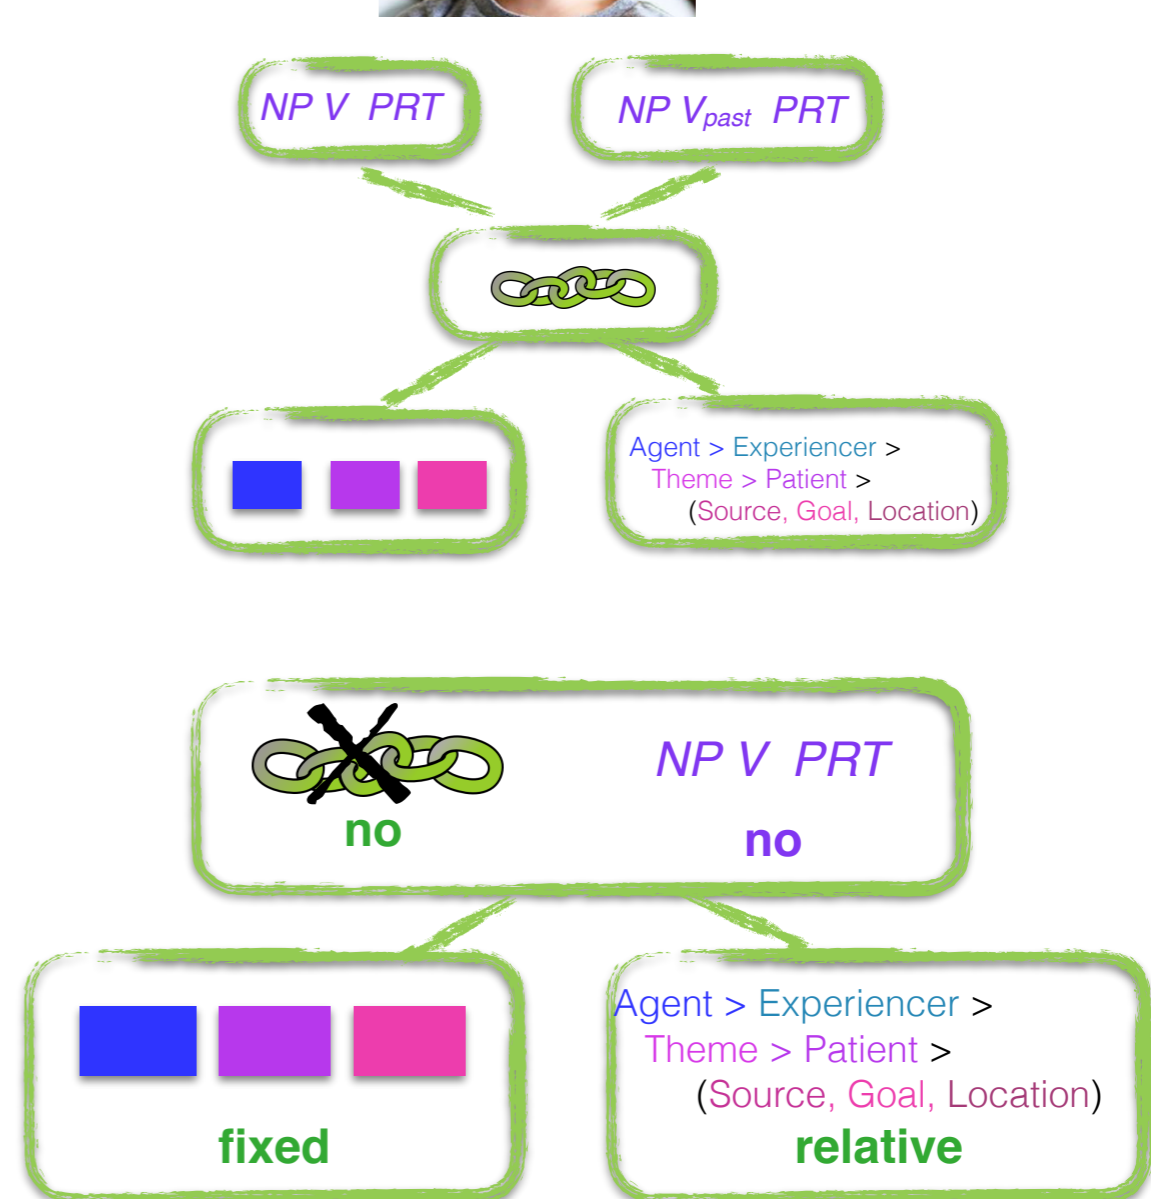 NP V PRT
NP Vpast PRT
Agent > Experiencer >
Theme > Patient >
(Source, Goal, Location)
NP V PRT
no
no
Agent > Experiencer >
Theme > Patient >
(Source, Goal, Location)
fixed
relative